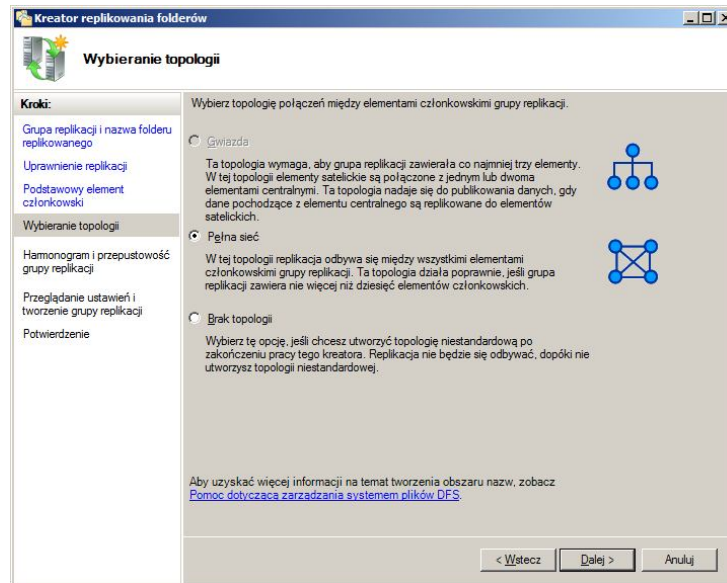 Kreator replikowania folderów
Wybieranie topologii
Kroki:
Grupa replikacji i nazwa folderu
replikowanego
Uprawnienie replikacji
Podstawowy element
członkowski
Wybieranie topologii
Harmonogram i przepustowość
grupy replikacji
Przeglądanie ustawień i
tworzenie grupy replikacji
Potwierdzenie
Wybierz topologię połączeń między elementami członkowskimi grupy replikacji.
Gwiazda
Ta topologia wymaga, aby grupa replikacji zawierała co najmniej trzy elementy.
W tej topologii elementy satelickie są połączone z jednym lub dwoma
elementami centralnymi. Ta topologia nadaje się do publikowania danych, gdy
dane pochodzące z elementu centralnego są replikowane do elementów
satelickich.
Pełna sieć
W tej topologii replikacja odbywa się między wszystkimi elementami
członkowskimi grupy replikacji. Ta topologia działa poprawnie, jeśli grupa
replikacji zawiera nie więcej niż dziesięć elementów członkowskich.
Brak topologii
Wybierz tę opcję, jeśli chcesz utworzyć topologię niestandardową po
zakończeniu pracy tego kreatora. Replikacja nie będzie się odbywać, dopóki nie
utworzysz topologii niestandardowej.
Aby uzyskać więcej informacji na temat tworzenia obszaru nazw, zobacz
Pomoc dotyczącą zarządzania systemem plików DFS.
< Wstecz
Dalej >
Anuluj